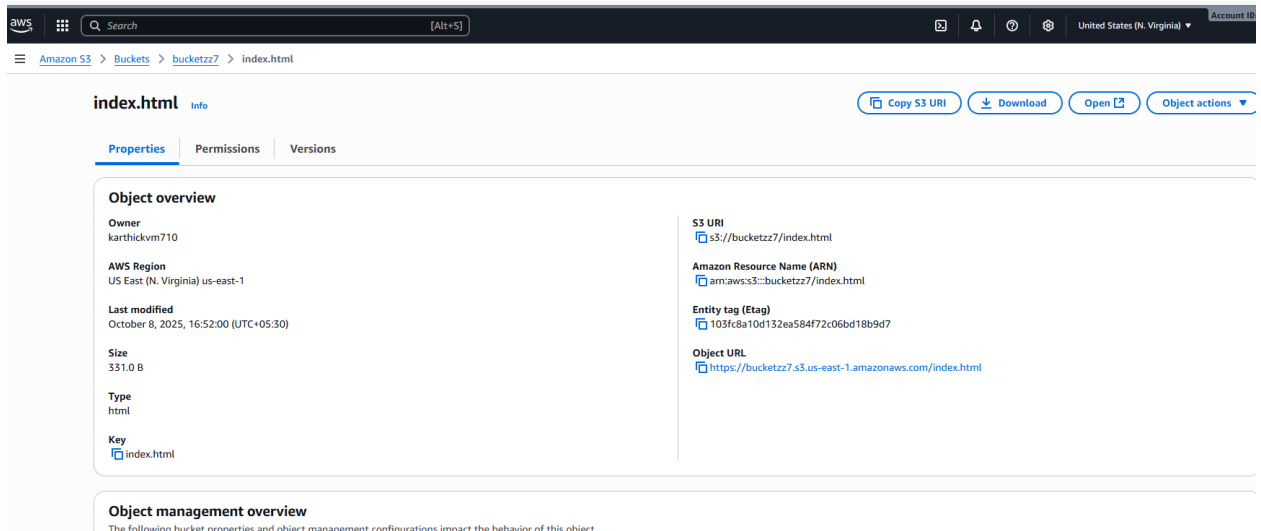 aws Search [Alt+S] United States (N. Virginia) Account ID:
Amazon S3 > Buckets > bucketzz7 > index.html
index.html Info Copy S3 URI Download Open Object actions
Properties Permissions Versions
Object overview
Owner
karthickvm710
AWS Region
US East (N. Virginia) us-east-1
Last modified
October 8, 2025, 16:52:00 (UTC+05:30)
Size
331.0 B
Type
html
Key
index.html
S3 URI
s3://bucketzz7/index.html
Amazon Resource Name (ARN)
arn:aws:s3:::bucketzz7/index.html
Entity tag (Etag)
103fc8a10d132ea584f72c06bd18b9d7
Object URL
https://bucketzz7.s3.us-east-1.amazonaws.com/index.html
Object management overview
The following bucket properties and object management configurations impact the behavior of this object.